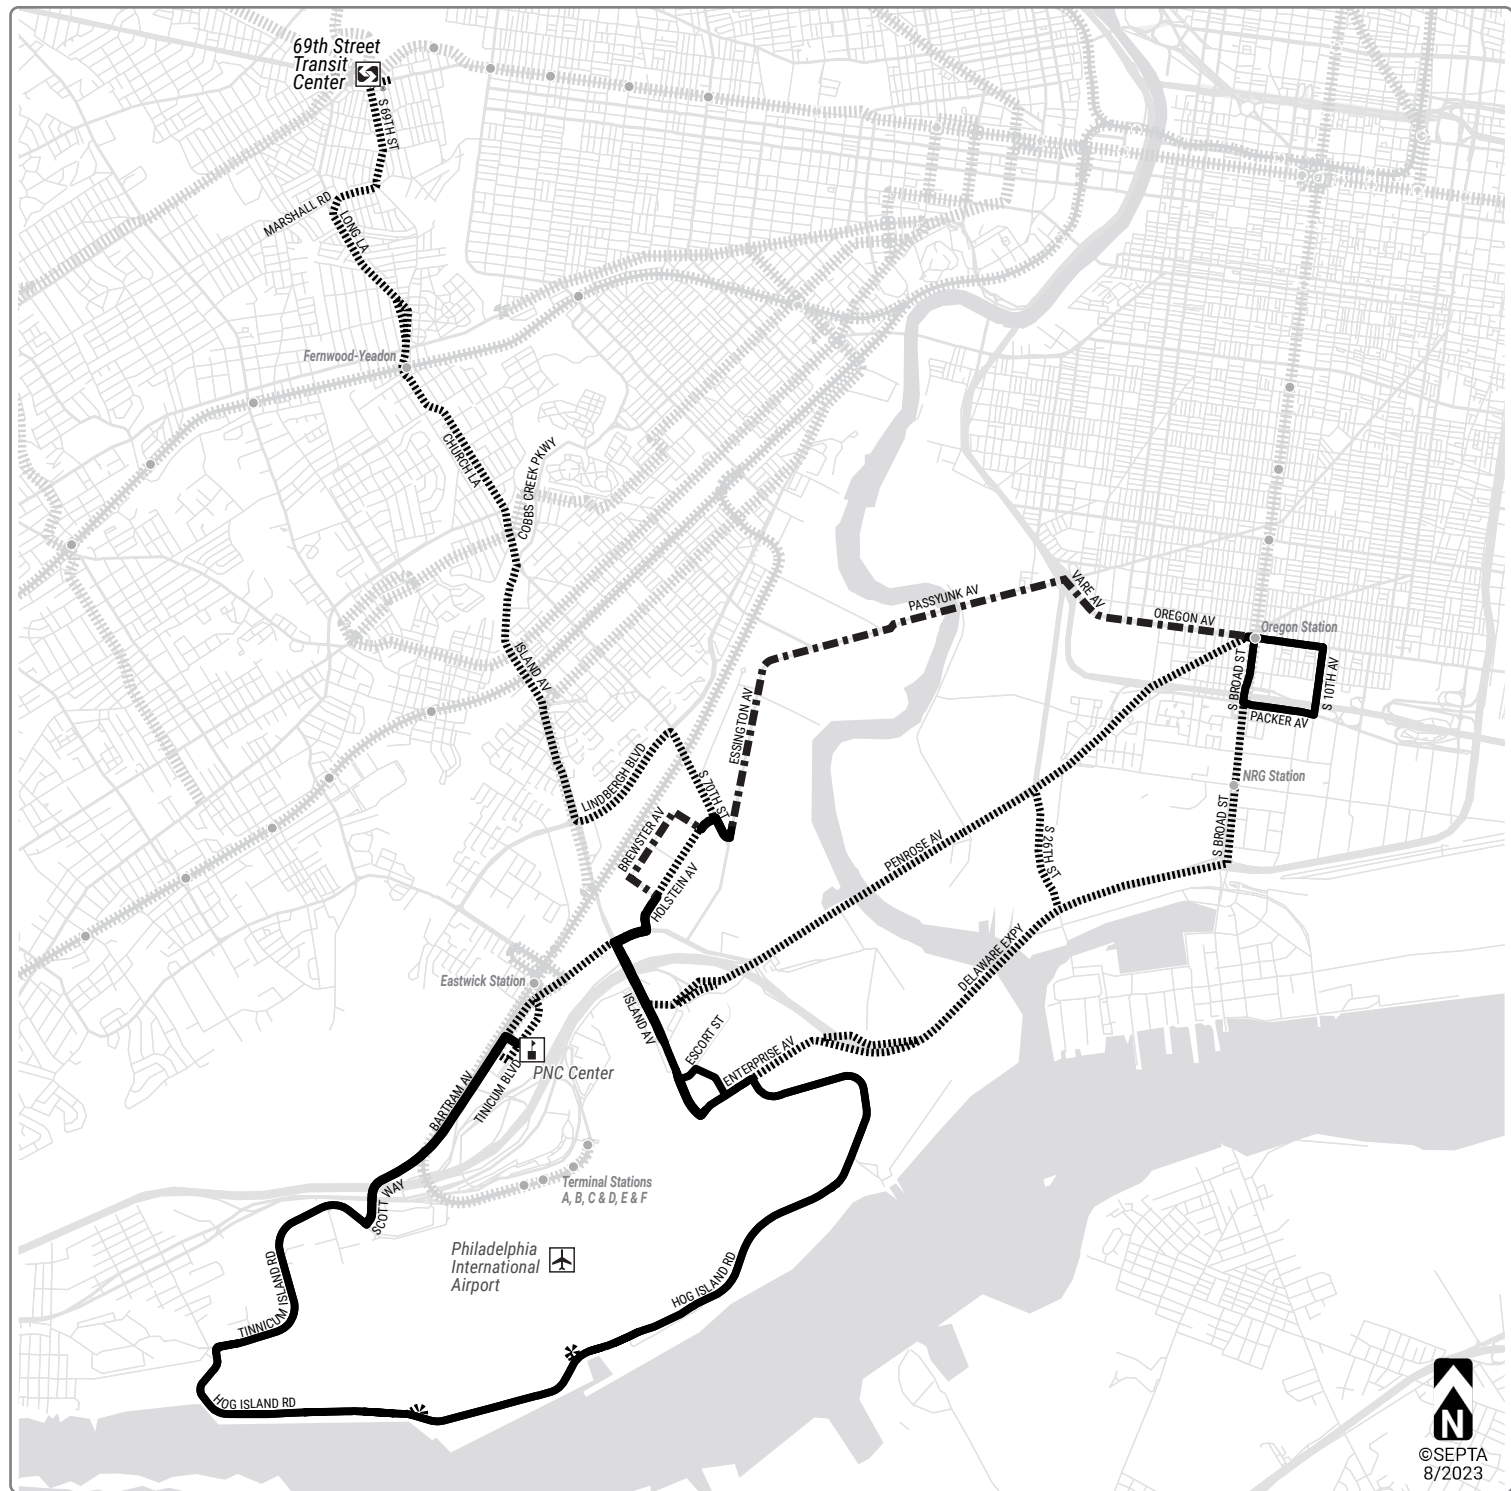 69th Street
Transit
Center
S 69TH ST
MARSHALL RD
LONG LA
Fernwood-Yeadon
CHURCH LA
COBBS CREEK PKWY
PASSYUNK AV
VARE AV
OREGON AV
Oregon Station
ISLAND AV
S BROAD ST
S 10TH AV
ESSINGTON AV
PACKER AV
LINDBERGH BLVD
S 70TH ST
NRG Station
BREWSTER AV
S BROAD ST
S 26TH ST
PENROSE AV
HOLSTEIN AV
DELAWARE EXPY
Eastwick Station
ISLAND AV
ESCORT ST
ENTERPRISE AV
PNC Center
BARTRAM AV
TINICUM BLVD
Terminal Stations
A, B, C & D, E & F
SCOTT WAY
Philadelphia
International
Airport
TINNICUM ISLAND RD
HOG ISLAND RD
HOG ISLAND RD
N
©SEPTA
8/2023